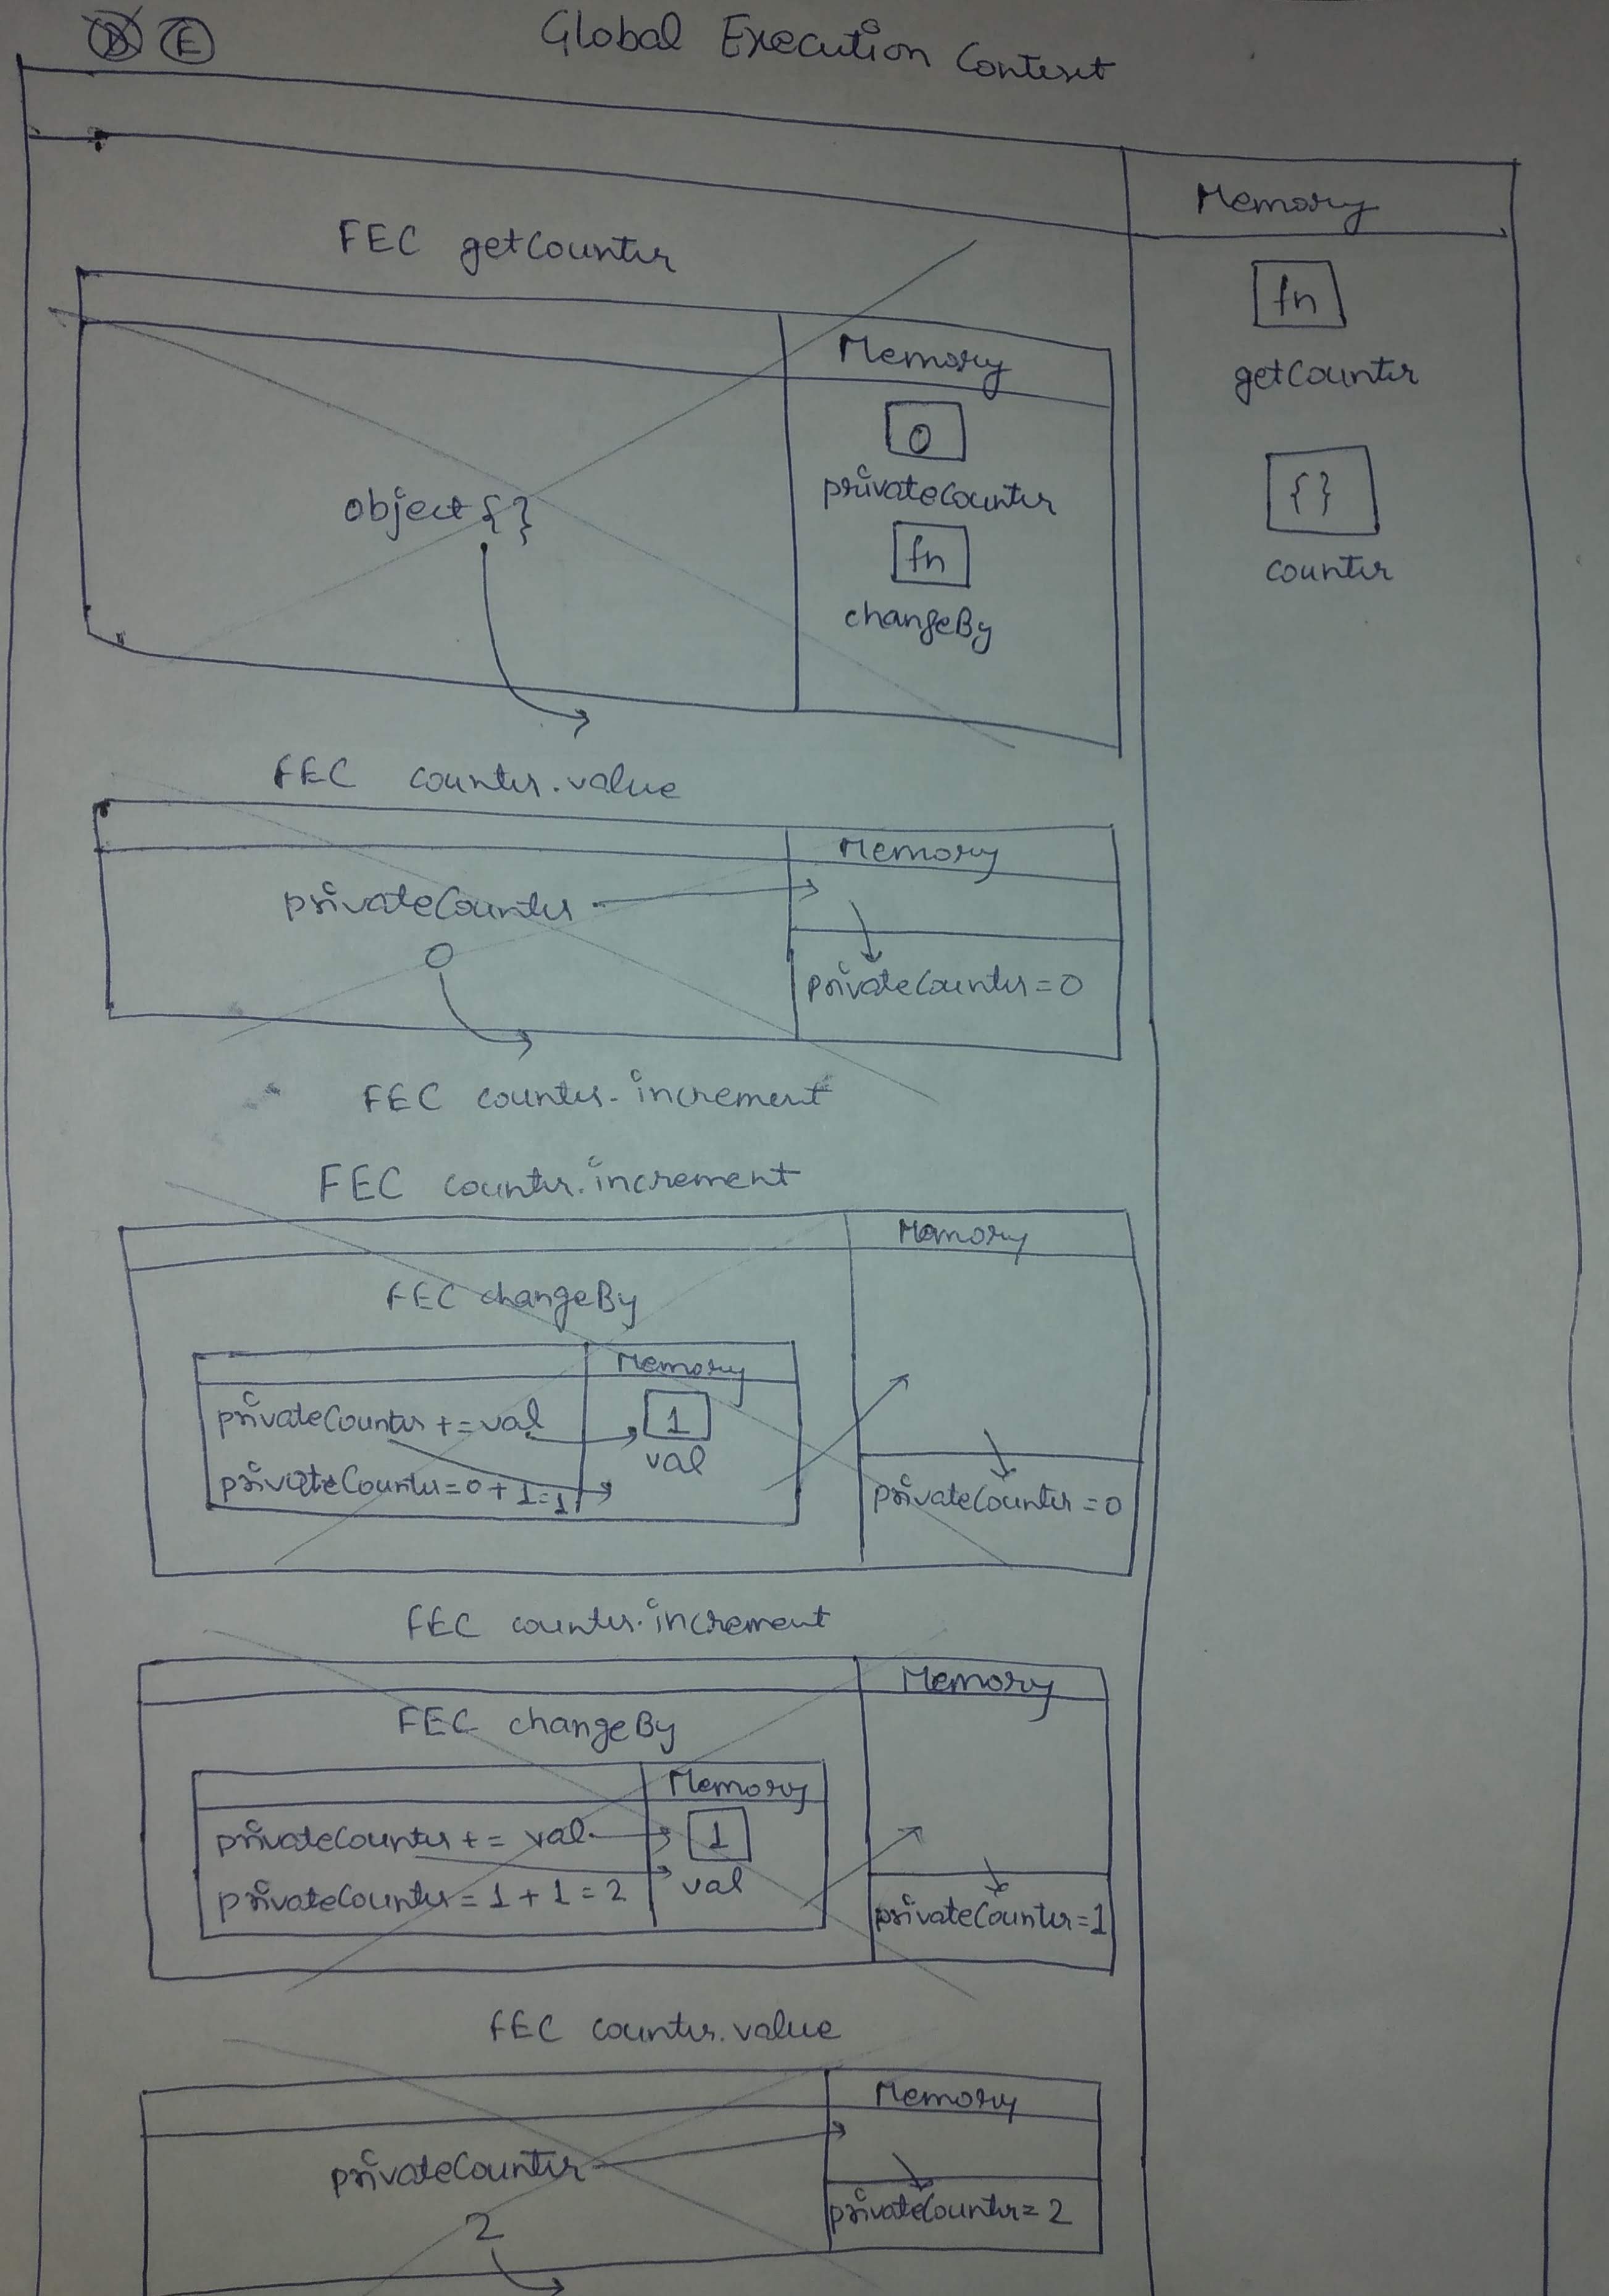 D E
Global Execution Context
Memory
fn
getCounter
{ }
counter
FEC getCounter
Memory
0
privateCounter
fn
changeBy
object { }
FEC counter.value
Memory
privateCounter
0
privateCounter = 0
FEC counter.increment
FEC counter.increment
Memory
FEC changeBy
Memory
privateCounter += val
1
val
privateCounter = 0 + 1 = 1
privateCounter = 0
FEC counter.increment
Memory
FEC changeBy
Memory
privateCounter += val
1
val
privateCounter = 1 + 1 = 2
privateCounter = 1
FEC counter.value
Memory
privateCounter
2
privateCounter = 2